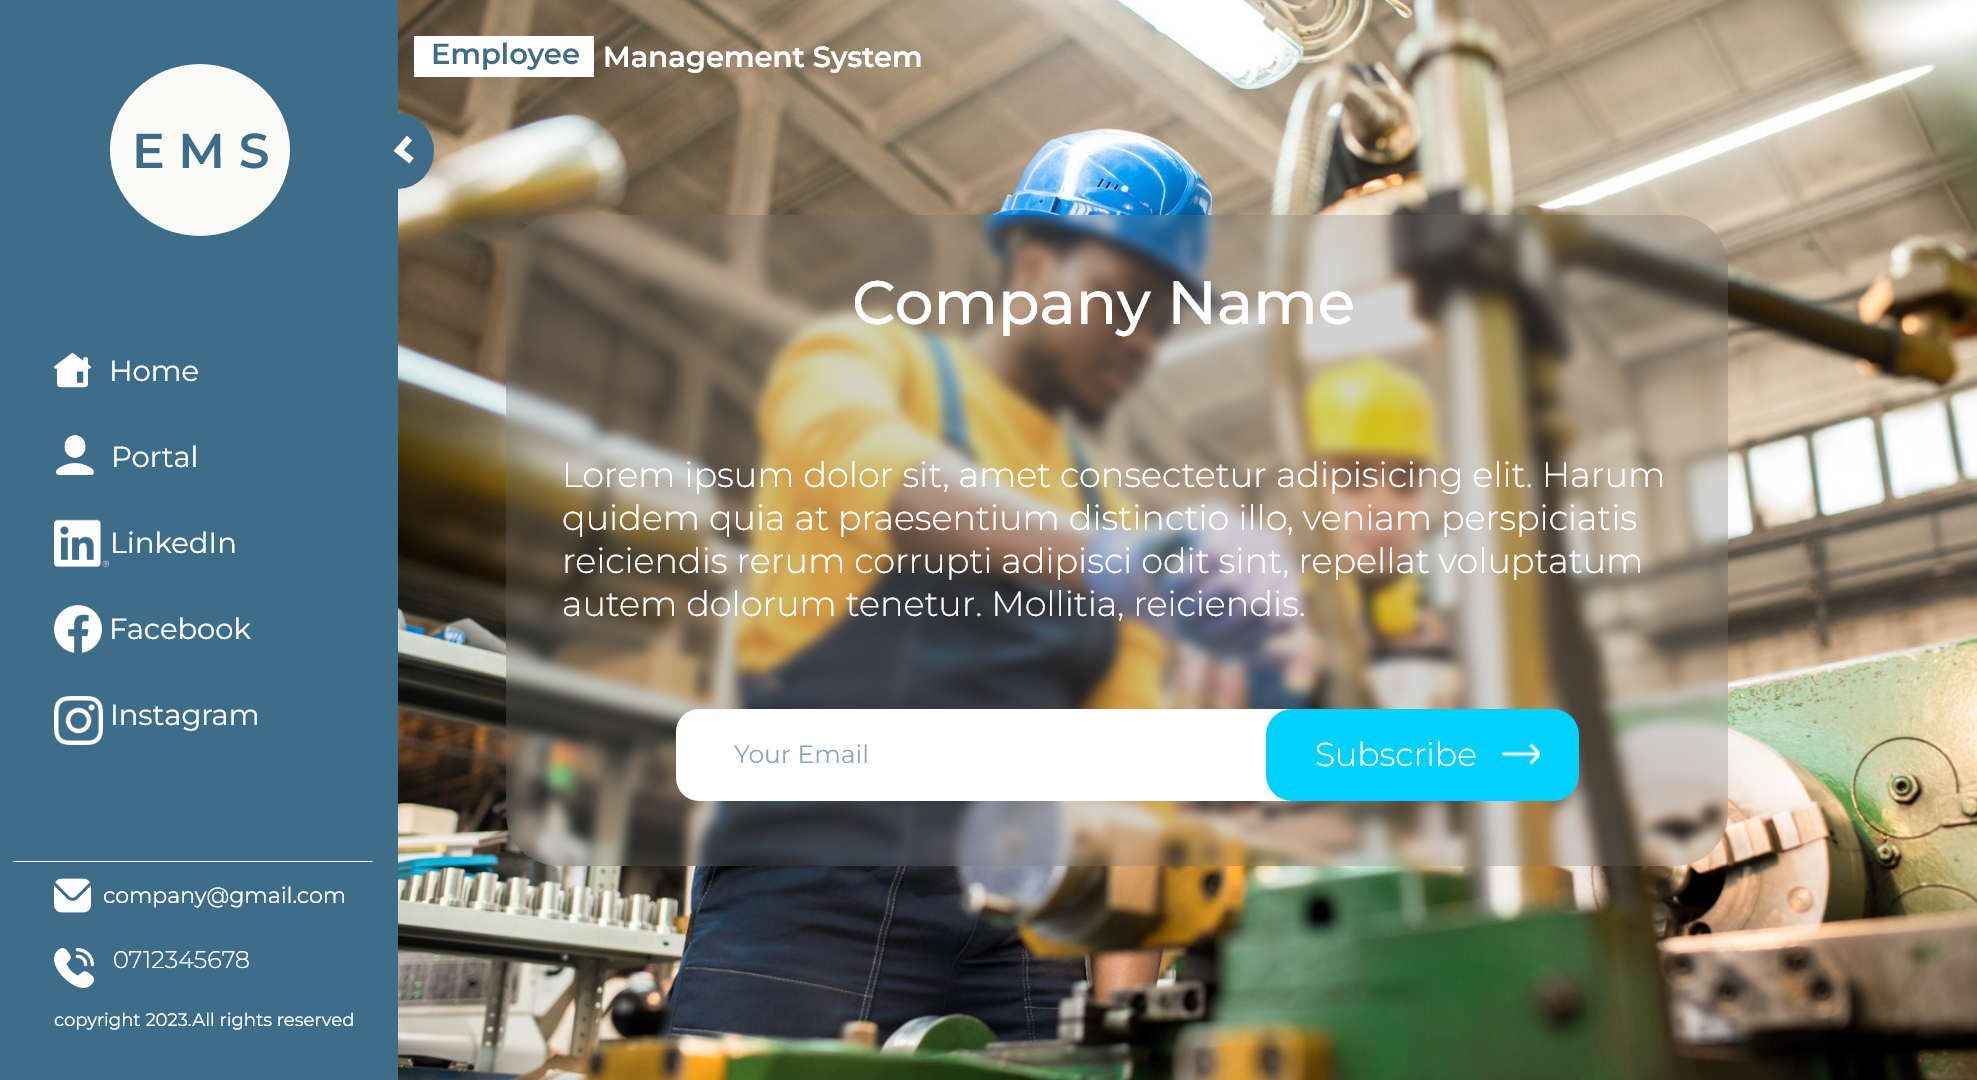 E M S
Home
Portal
LinkedIn
Facebook
Instagram
company@gmail.com
0712345678
copyright 2023.All rights reserved
Employee Management System
Company Name
Lorem ipsum dolor sit, amet consectetur adipisicing elit. Harum
quidem quia at praesentium distinctio illo, veniam perspiciatis
reiciendis rerum corrupti adipisci odit sint, repellat voluptatum
autem dolorum tenetur. Mollitia, reiciendis.
Your Email
Subscribe